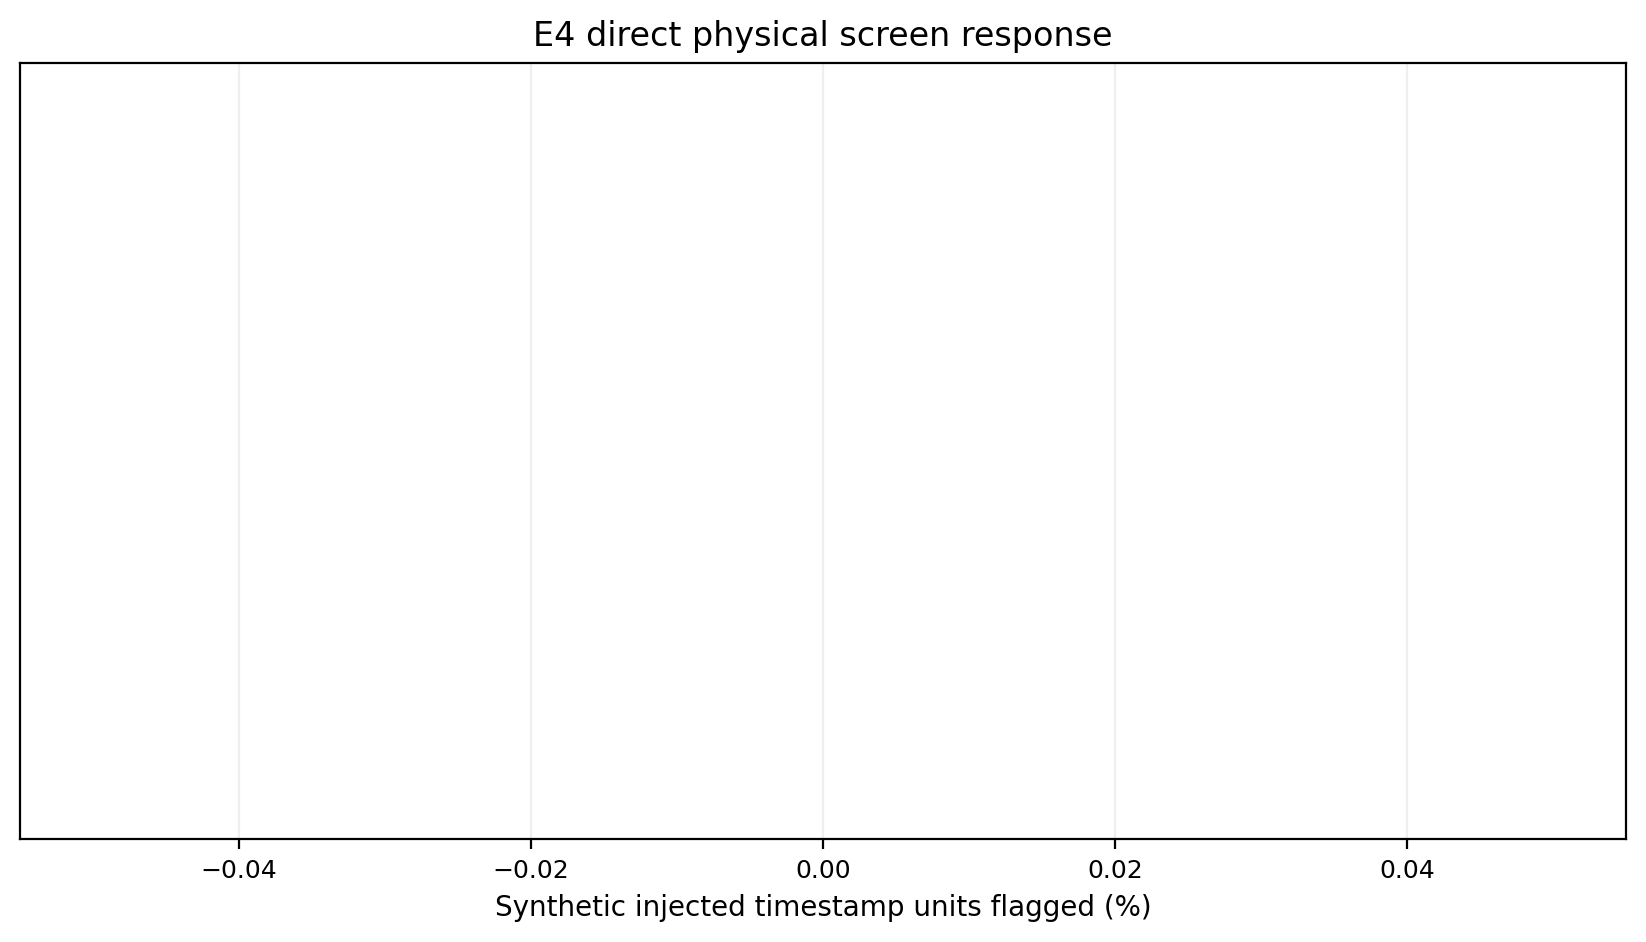 E4 direct physical screen response
−0.04 −0.02 0.00 0.02 0.04
Synthetic injected timestamp units flagged (%)